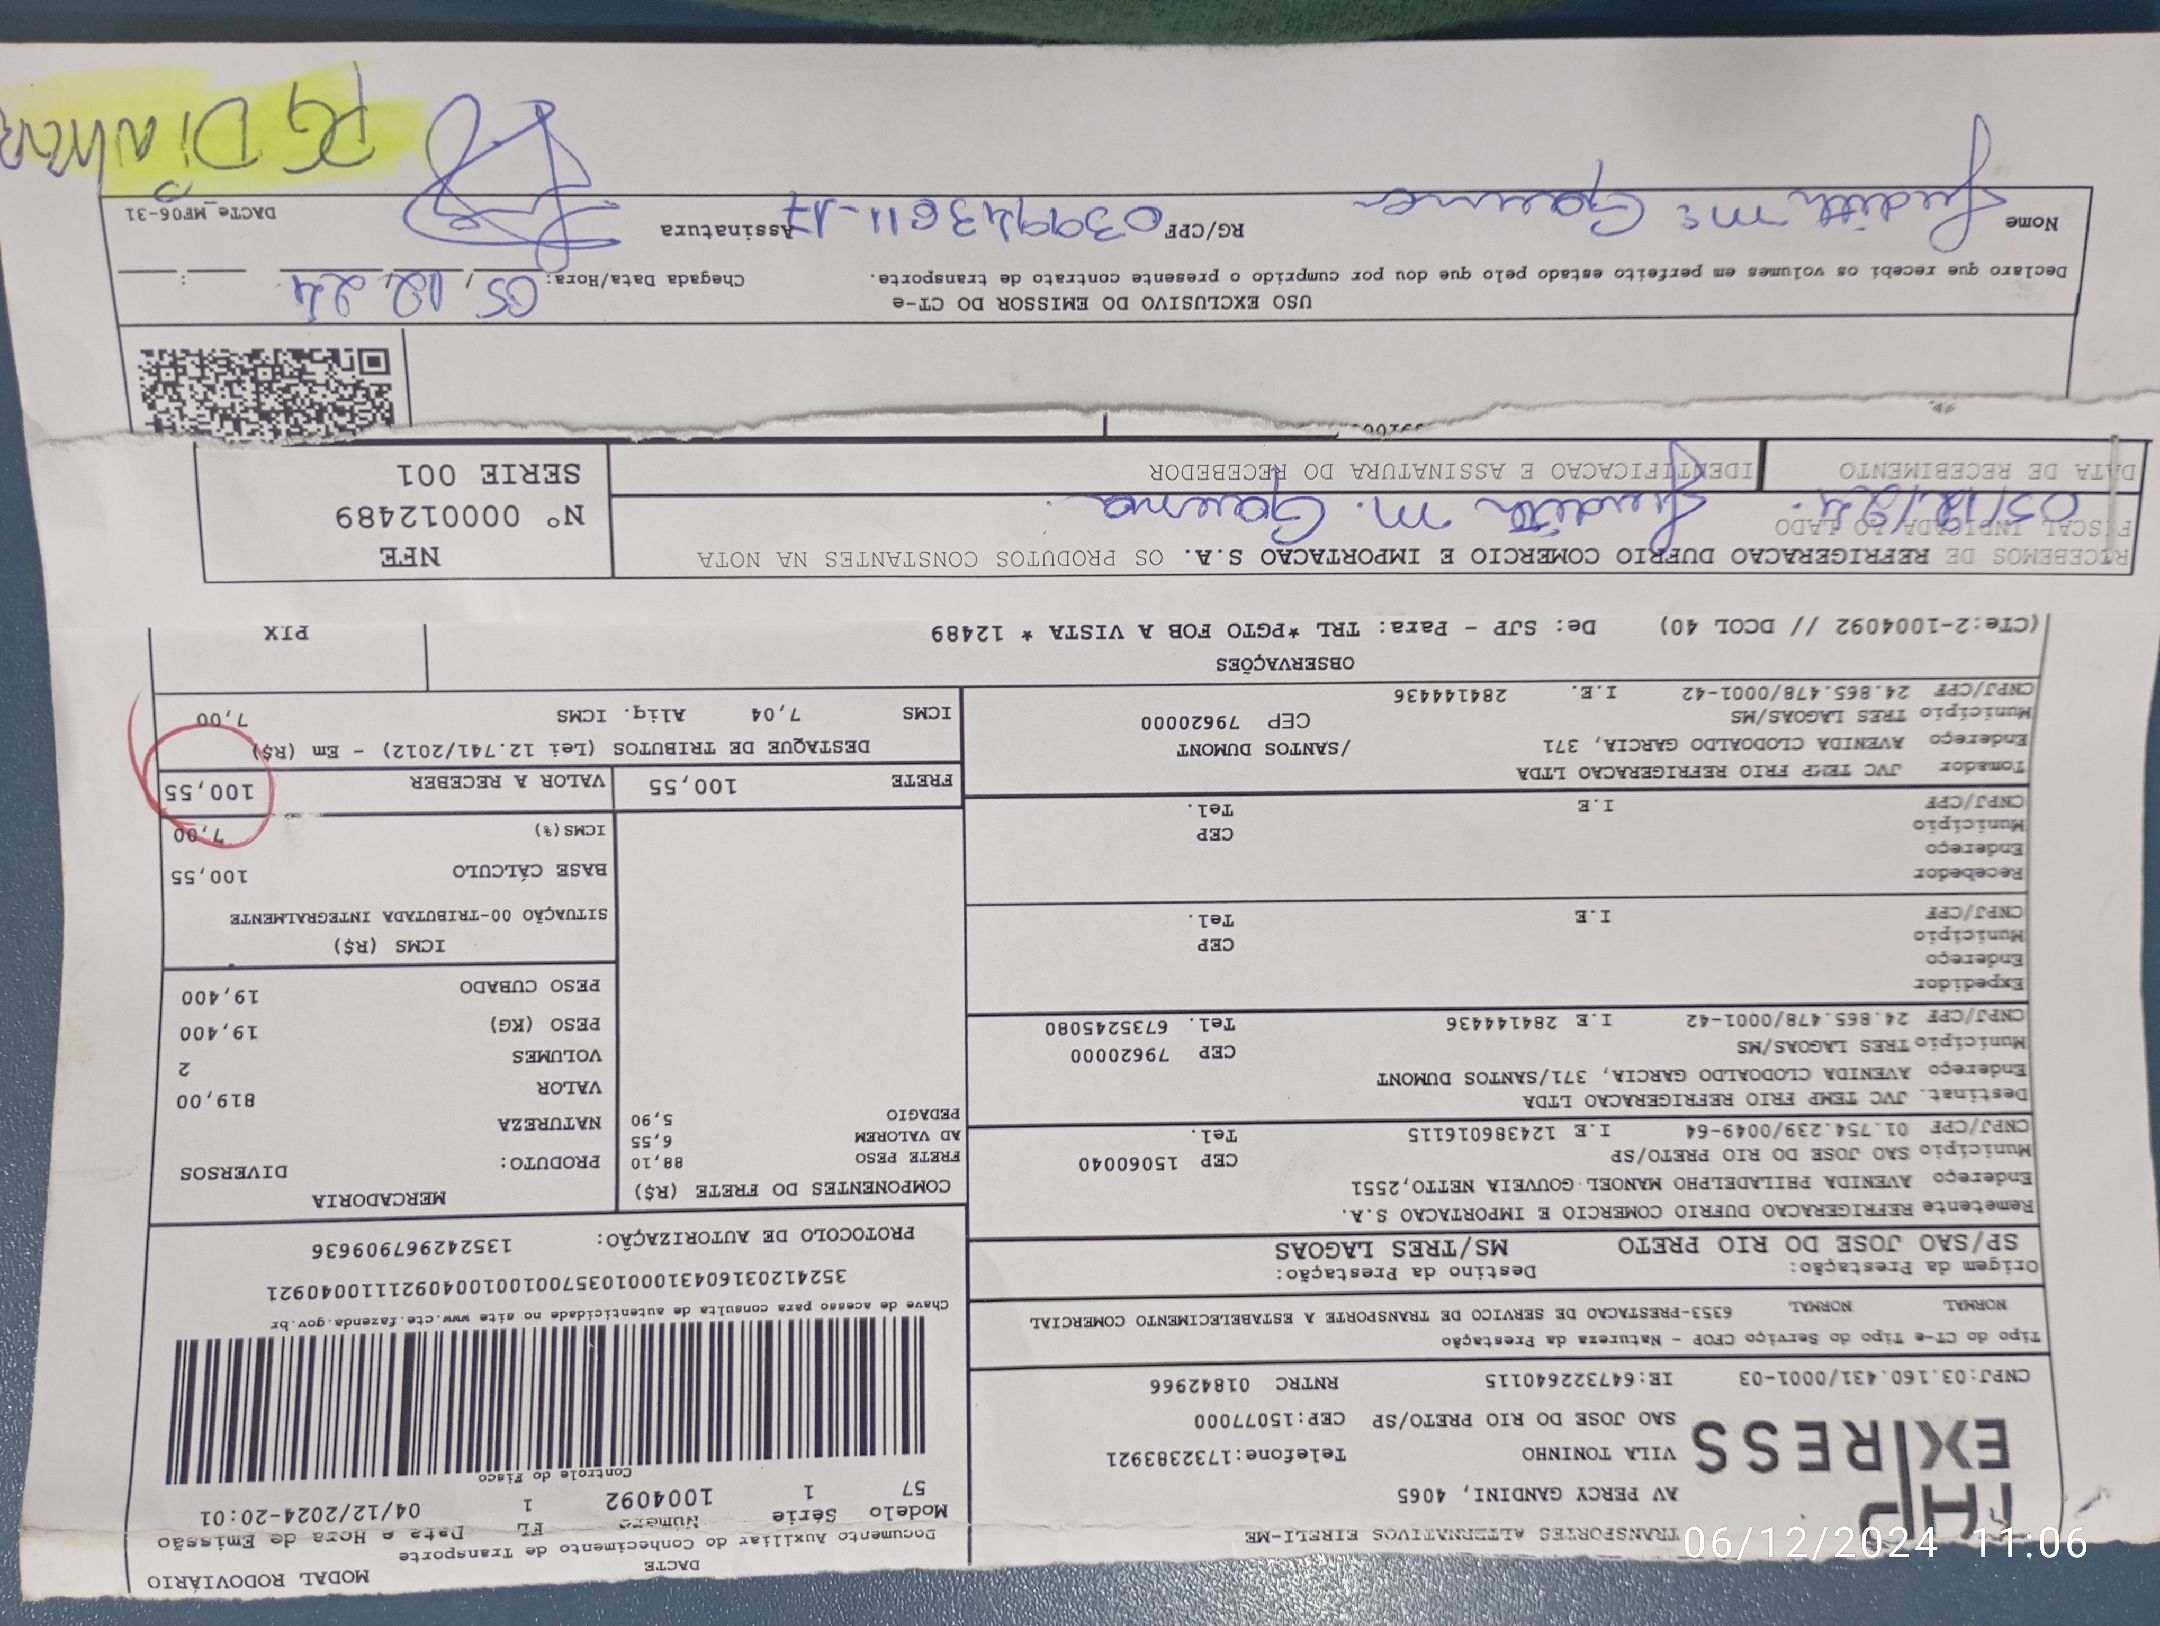 MODAL RODOVIÁRIO
DACTE
Documento Auxiliar do Conhecimento de Transporte
Modelo Série Número FL Data e Hora de Emissão
57 1 1004092 1 04/12/2024-20:01
Controle do Fisco
Chave de acesso para consulta de autenticidade no site www.cte.fazenda.gov.br
PROTOCOLO DE AUTORIZAÇÃO: 135242967909636
TRANSPORTES ALTERNATIVOS EIRELI-ME
EXPRESS
AV PERCY GANDINI, 4065
VILA TONINHO Telefone:1732383921
SAO JOSE DO RIO PRETO/SP CEP:15077000
CNPJ:03.160.431/0001-03 IE:647322640115 RNTRC 01842966
Tipo do CT-e Tipo do Serviço CFOP - Natureza da Prestação
NORMAL NORMAL 6353-PRESTACAO DE SERVICO DE TRANSPORTE A ESTABELECIMENTO COMERCIAL
Origem da Prestação: Destino da Prestação:
SP/SAO JOSE DO RIO PRETO MS/TRES LAGOAS
Remetente REFRIGERACAO DUFRIO COMERCIO E IMPORTACAO S.A.
Endereço AVENIDA PHILADELPHO MANOEL GOUVEIA NETTO,2551
Município SAO JOSE DO RIO PRETO/SP CEP 15060040
CNPJ/CPF 01.754.239/0049-64 I.E 124386016115 Tel.
Destinat. JVC TEMP FRIO REFRIGERACAO LTDA
Endereço AVENIDA CLODOALDO GARCIA, 371/SANTOS DUMONT
Município TRES LAGOAS/MS CEP 79620000
CNPJ/CPF 24.865.478/0001-42 I.E 284144436 Tel. 6735245080
Expedidor
Endereço
Município CEP
CNPJ/CPF I.E Tel.
Recebedor
Endereço
Município CEP
CNPJ/CPF I.E Tel.
Tomador JVC TEMP FRIO REFRIGERACAO LTDA
Endereço AVENIDA CLODOALDO GARCIA, 371 /SANTOS DUMONT
Município TRES LAGOAS/MS CEP 79620000
CNPJ/CPF 24.865.478/0001-42 I.E. 284144436
COMPONENTES DO FRETE (R$)
FRETE PESO 88,10
AD VALOREM 6,55
PEDAGIO 5,90
MERCADORIA
PRODUTO: DIVERSOS
NATUREZA
VALOR 819,00
VOLUMES 2
PESO (KG) 19,400
PESO CUBADO 19,400
ICMS (R$)
SITUAÇÃO 00-TRIBUTADA INTEGRALMENTE
BASE CÁLCULO 100,55
ICMS(%) 7,00
FRETE 100,55 VALOR A RECEBER 100,55
DESTAQUE DE TRIBUTOS (Lei 12.741/2012) - Em (R$)
ICMS 7,04 Aliq. ICMS 7,00
OBSERVAÇÕES
(CTe:2-1004092 // DCOL 40) De: SJP - Para: TRL *PGTO FOB A VISTA * 12489
PIX
RECEBEMOS DE REFRIGERACAO DUFRIO COMERCIO E IMPORTACAO S.A. OS PRODUTOS CONSTANTES NA NOTA
FISCAL INDICADA AO LADO
05/12/24. Judith M. Gouvea
DATA DE RECEBIMENTO IDENTIFICACAO E ASSINATURA DO RECEBEDOR
NFE
Nº 000012489
SERIE 001
USO EXCLUSIVO DO EMISSOR DO CT-e
Declaro que recebi os volumes em perfeito estado pelo que dou por cumprido o presente contrato de transporte.
Chegada Data/Hora: 05 12 24 :
Nome Judith M: Gouvea RG/CPF Assinatura
DACTE_MF06-31
PG Dinheiro
06/12/2024 11:06